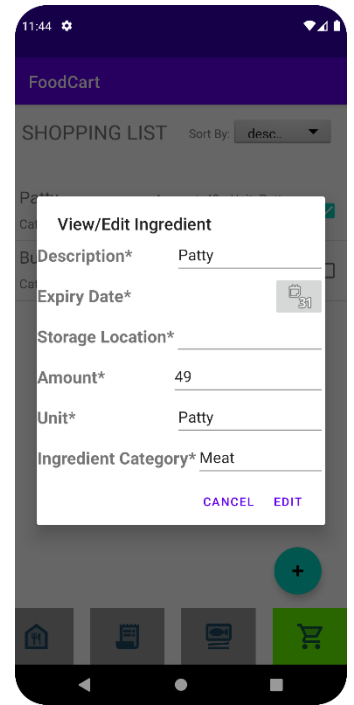 11:44
FoodCart
SHOPPING LIST Sort By: desc..
View/Edit Ingredient
Description* Patty
Expiry Date* 31
Storage Location*
Amount* 49
Unit* Patty
Ingredient Category* Meat
CANCEL EDIT
+